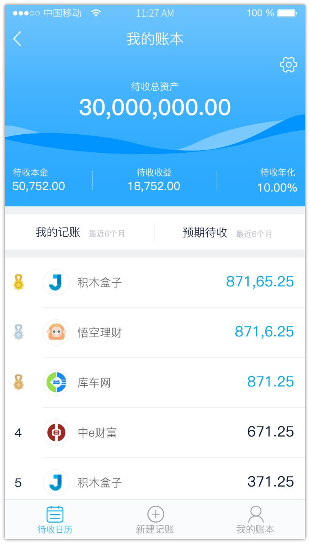 中国移动 11:27 AM 100 %
我的账本
待收总资产
30,000,000.00
待收本金 待收收益 待收年化
50,752.00 18,752.00 10.00%
我的记账 最近6个月 预期待收 最近6个月
积木盒子 871,65.25
悟空理财 871,6.25
库车网 871.25
4 中e财富 671.25
5 积木盒子 371.25
待收日历 新建记账 我的账本